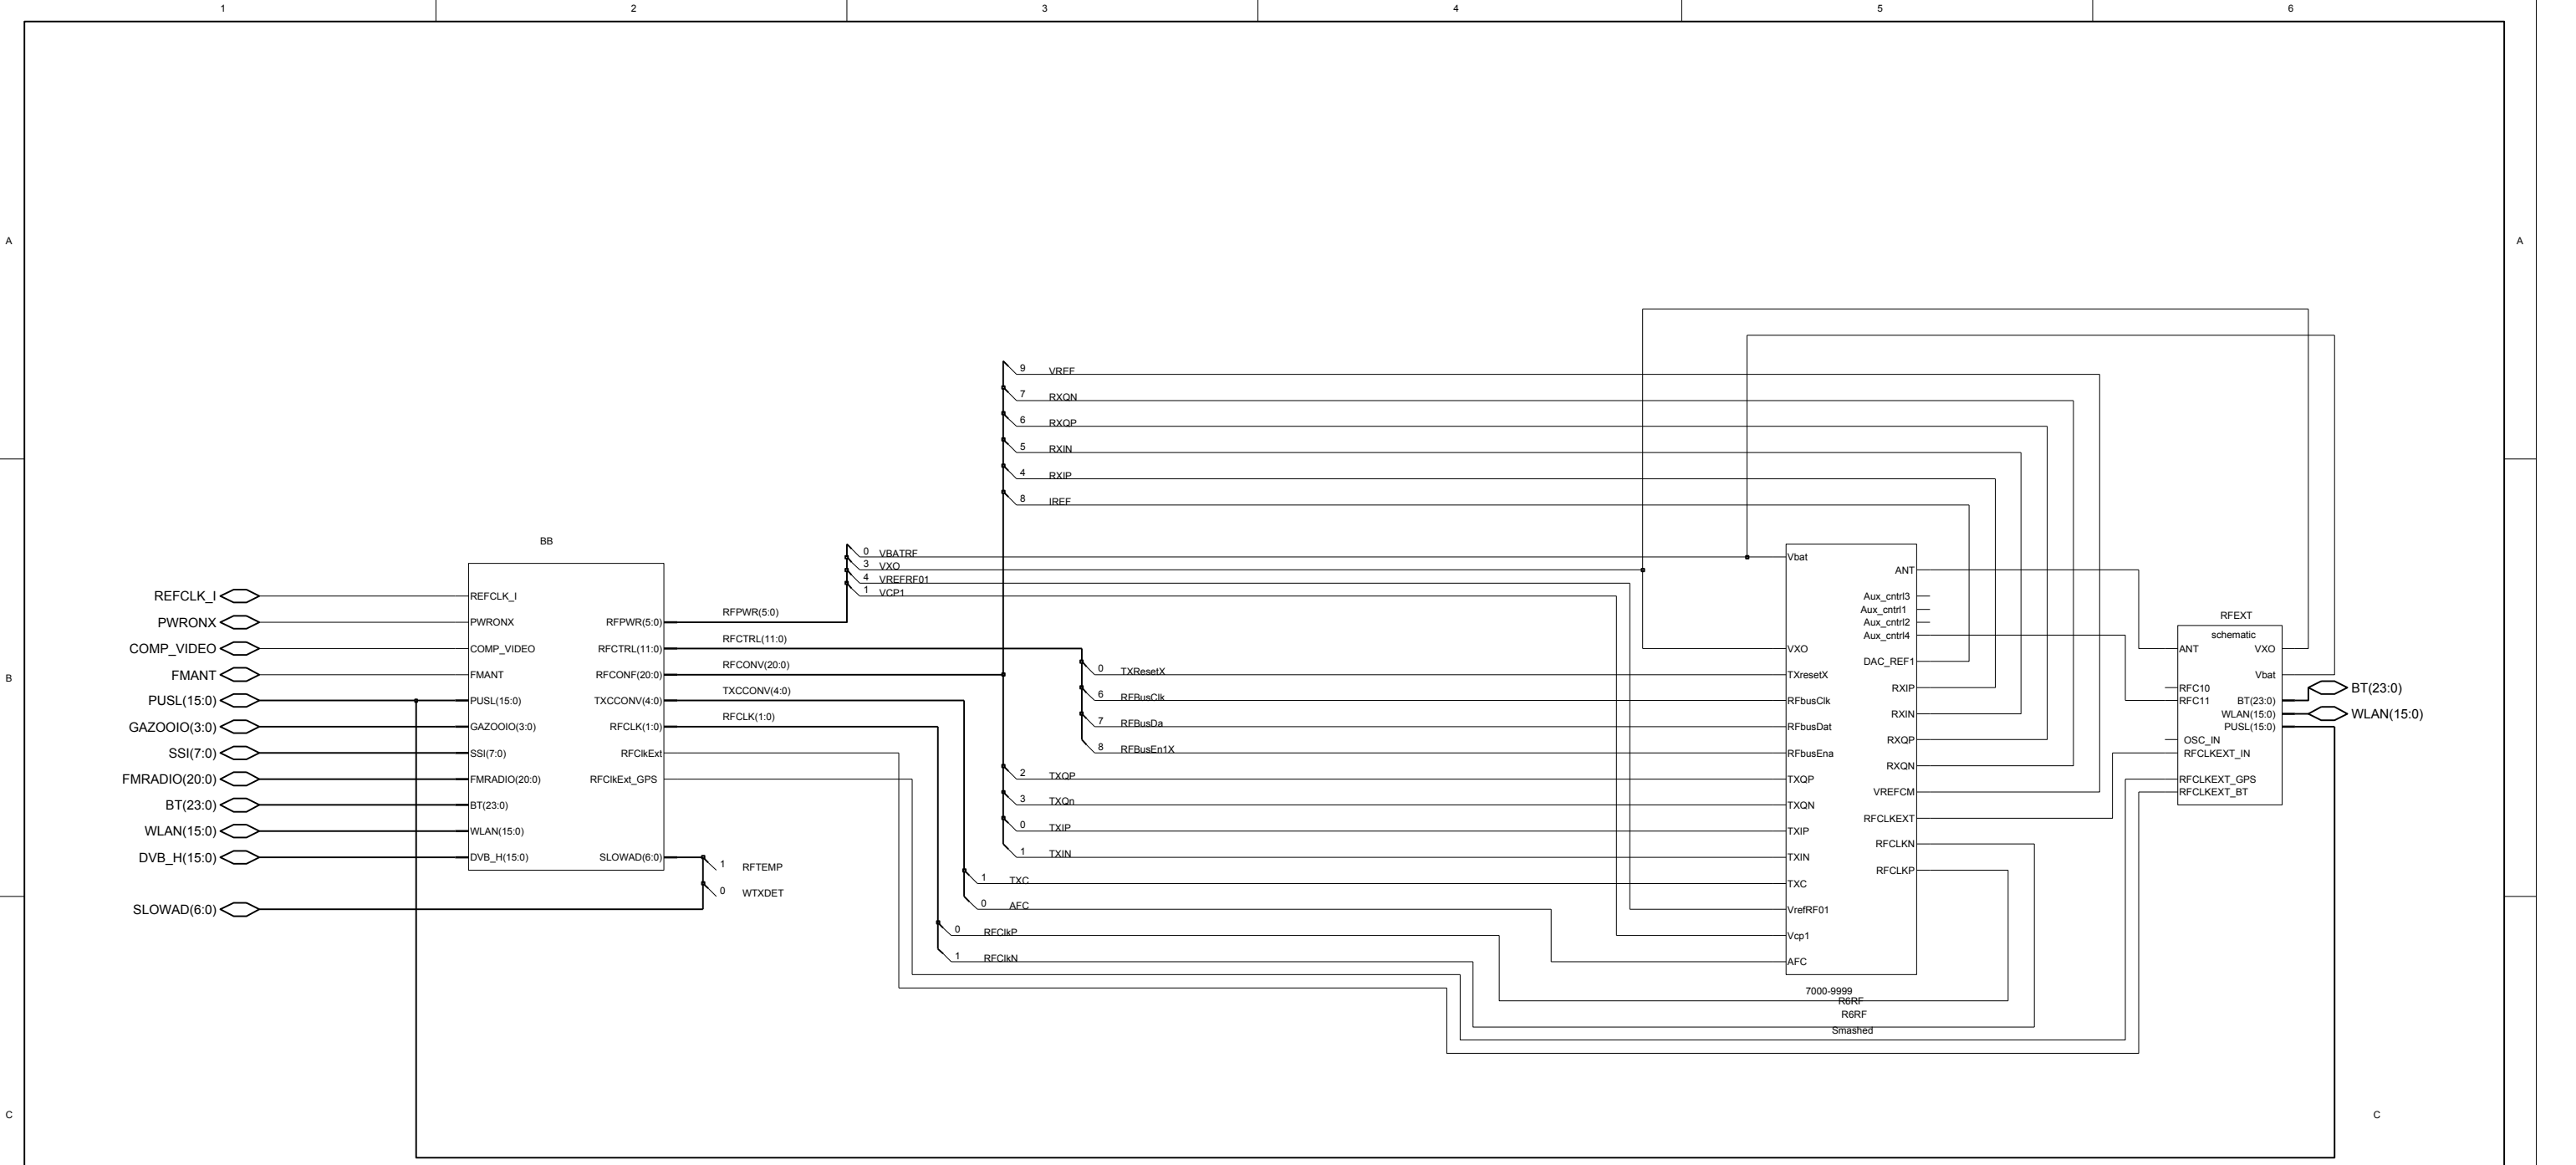 1
2
3
4
5
6
A
A
B
B
C
C
REFCLK_I
PWRONX
COMP_VIDEO
FMANT
PUSL(15:0)
GAZOOIO(3:0)
SSI(7:0)
FMRADIO(20:0)
BT(23:0)
WLAN(15:0)
DVB_H(15:0)
SLOWAD(6:0)
BB
REFCLK_I
PWRONX
COMP_VIDEO
FMANT
PUSL(15:0)
GAZOOIO(3:0)
SSI(7:0)
FMRADIO(20:0)
BT(23:0)
WLAN(15:0)
DVB_H(15:0)
RFPWR(5:0)
RFCTRL(11:0)
RFCONF(20:0)
TXCCONV(4:0)
RFCLK(1:0)
RFClkExt
RFClkExt_GPS
SLOWAD(6:0)
RFPWR(5:0)
RFCTRL(11:0)
RFCONV(20:0)
TXCCONV(4:0)
RFCLK(1:0)
1 RFTEMP
0 WTXDET
9 VREF
7 RXQN
6 RXQP
5 RXIN
4 RXIP
8 IREF
0 VBATRF
3 VXO
4 VREFRF01
1 VCP1
0 TXResetX
6 RFBusClk
7 RFBusDa
8 RFBusEn1X
2 TXQP
3 TXQn
0 TXIP
1 TXIN
1 TXC
0 AFC
0 RFClkP
1 RFClkN
Vbat
VXO
TXresetX
RFbusClk
RFbusDat
RFbusEna
TXQP
TXQN
TXIP
TXIN
TXC
VrefRF01
Vcp1
AFC
ANT
Aux_cntrl3
Aux_cntrl1
Aux_cntrl2
Aux_cntrl4
DAC_REF1
RXIP
RXIN
RXQP
RXQN
VREFCM
RFCLKEXT
RFCLKN
RFCLKP
7000-9999
R6RF
R6RF
Smashed
RFEXT
schematic
ANT
RFC10
RFC11
OSC_IN
RFCLKEXT_IN
RFCLKEXT_GPS
RFCLKEXT_BT
VXO
Vbat
BT(23:0)
WLAN(15:0)
PUSL(15:0)
BT(23:0)
WLAN(15:0)